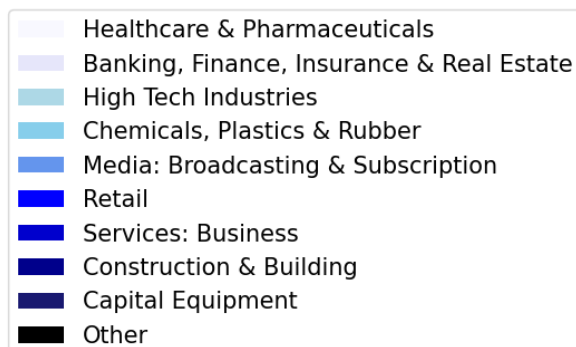 Healthcare & Pharmaceuticals
Banking, Finance, Insurance & Real Estate
High Tech Industries
Chemicals, Plastics & Rubber
Media: Broadcasting & Subscription
Retail
Services: Business
Construction & Building
Capital Equipment
Other